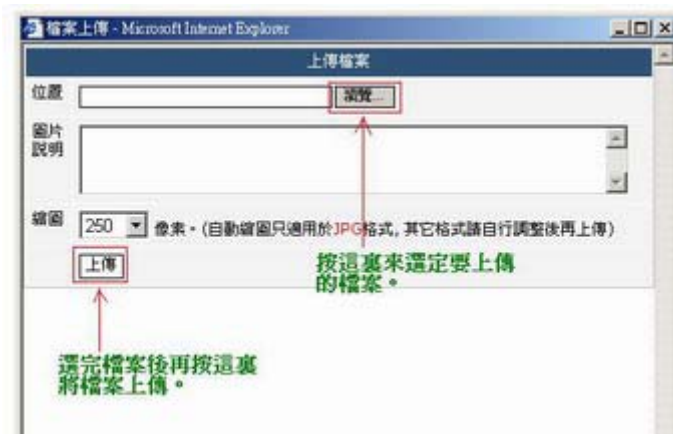 檔案上傳 - Microsoft Internet Explorer
上傳檔案
位置
瀏覽...
圖片
說明
縮圖 250 像素。(自動縮圖只適用於JPG格式, 其它格式請自行調整後再上傳)
上傳
按這裏來選定要上傳
的檔案。
選完檔案後再按這裏
將檔案上傳。